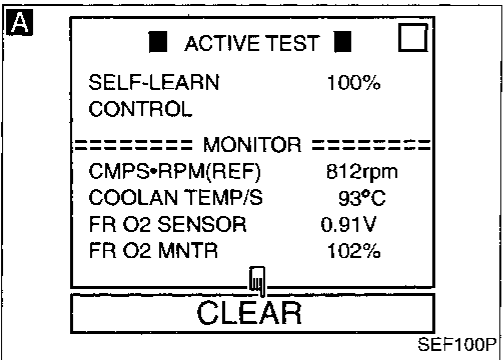 A
■ ACTIVE TEST ■
SELF-LEARN 100%
CONTROL
======== MONITOR ========
CMPS•RPM(REF) 812rpm
COOLAN TEMP/S 93°C
FR O2 SENSOR 0.91V
FR O2 MNTR 102%
CLEAR
SEF100P